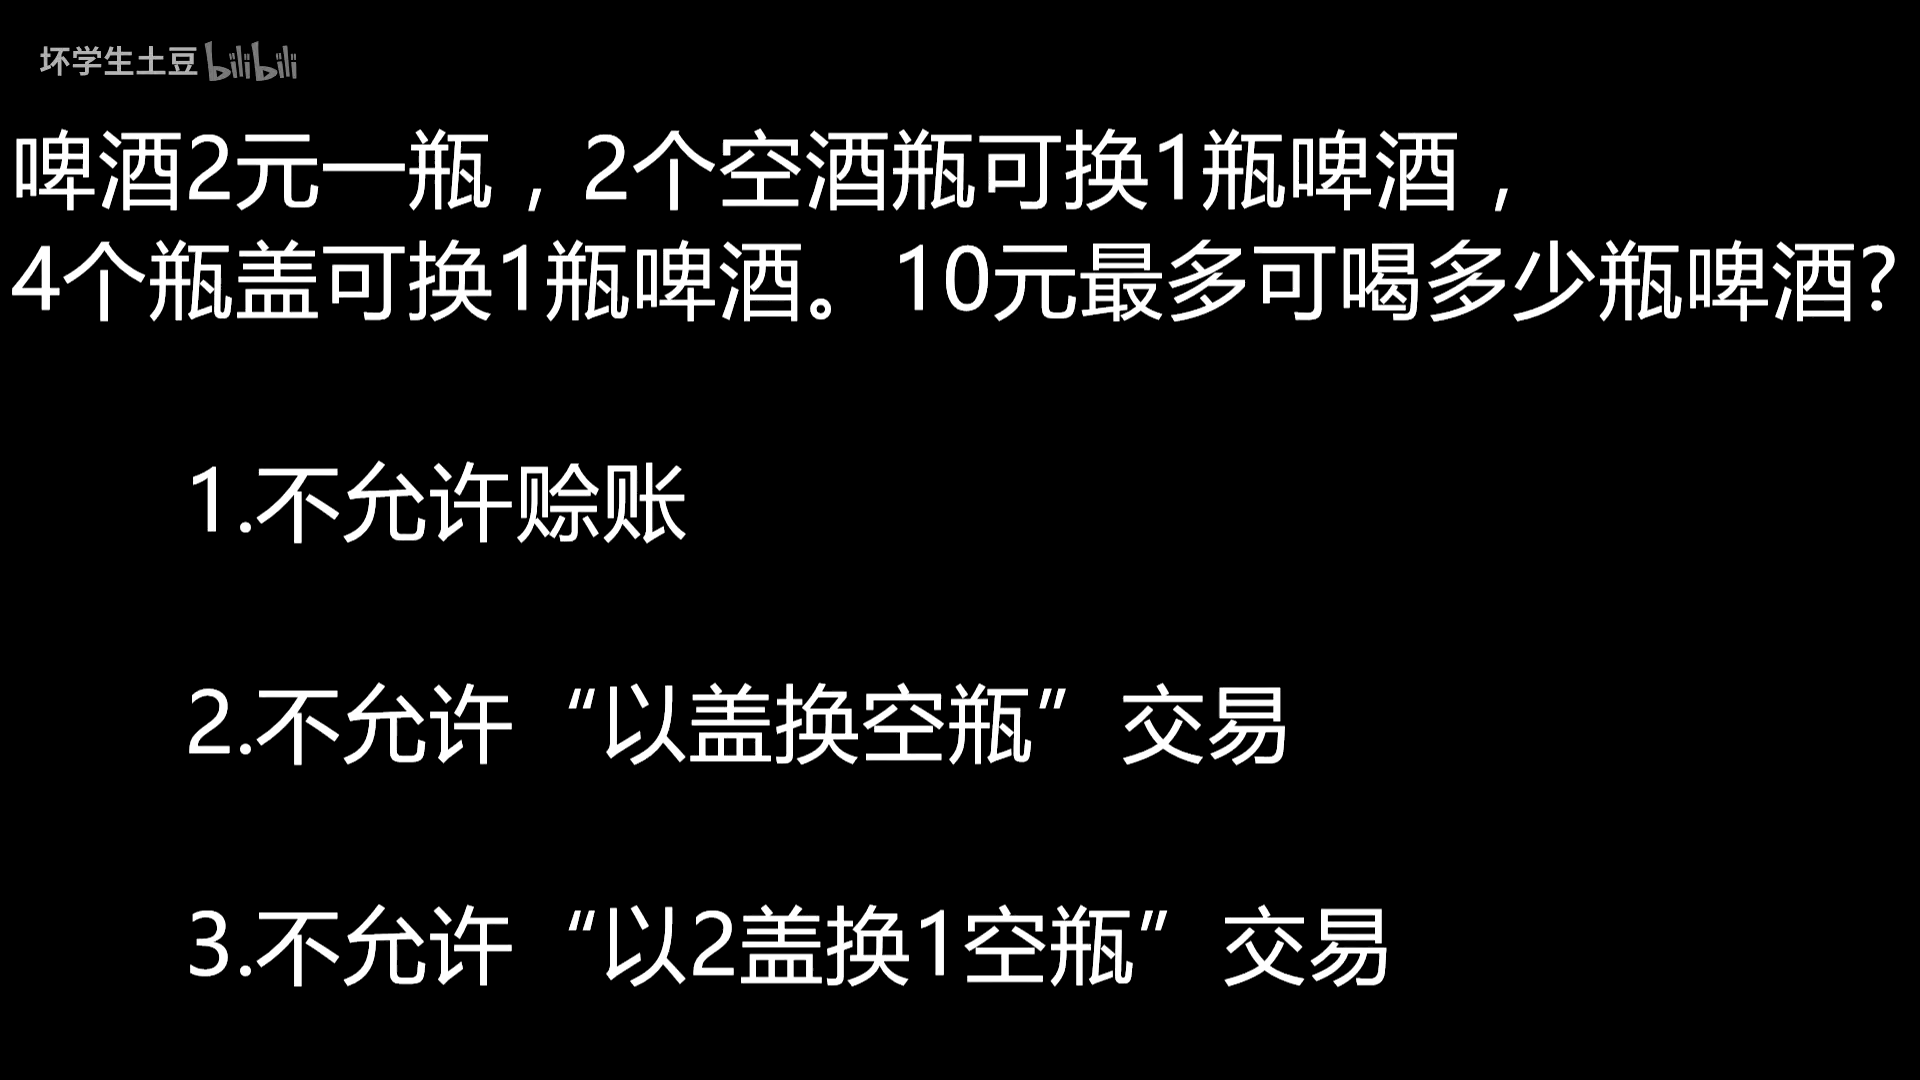 坏学生土豆 bilibili
啤酒2元一瓶，2个空酒瓶可换1瓶啤酒，
4个瓶盖可换1瓶啤酒。10元最多可喝多少瓶啤酒?
1.不允许赊账
2.不允许“以盖换空瓶”交易
3.不允许“以2盖换1空瓶”交易